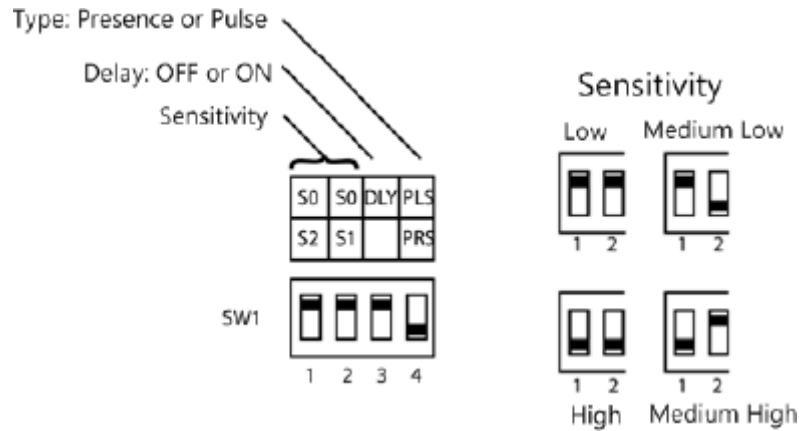 Type: Presence or Pulse
Delay: OFF or ON
Sensitivity
S0 S0 DLY PLS
S2 S1 PRS
SW1
1 2 3 4
Sensitivity
Low Medium Low
1 2 1 2
1 2 1 2
High Medium High